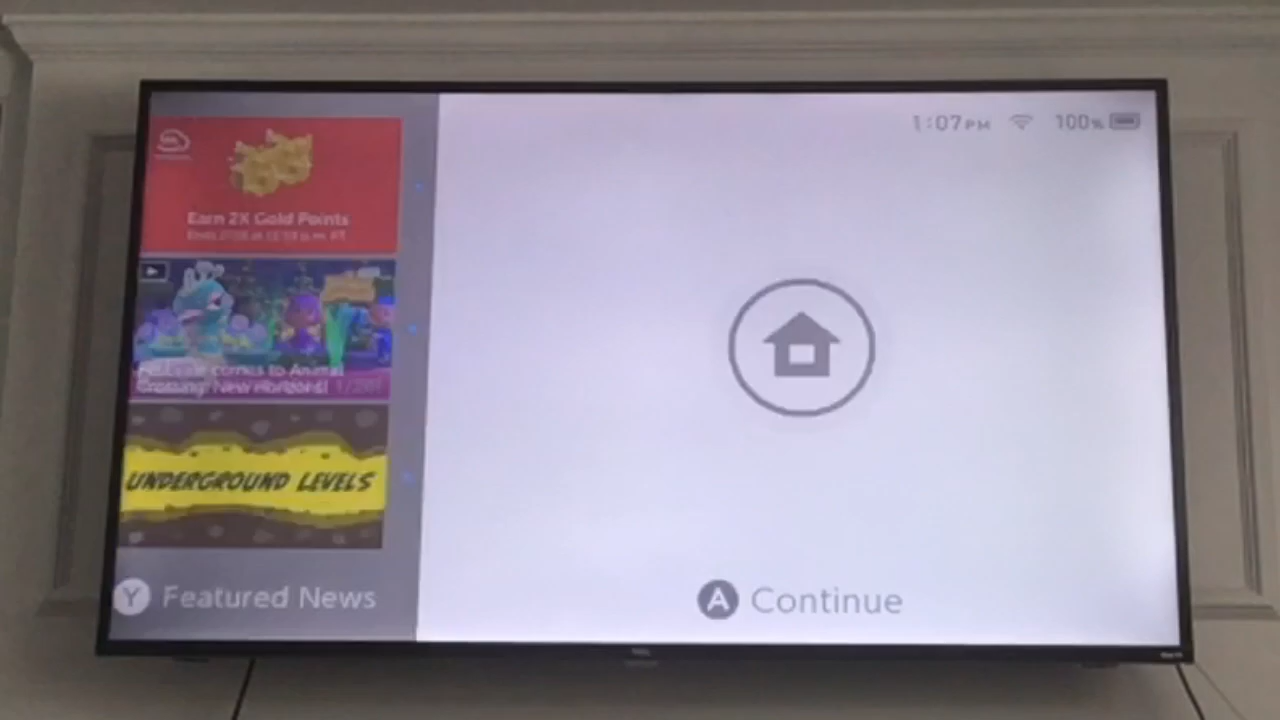 1:07 PM 100%
Earn 2X Gold Points
comes to Animal
Crossing: New Horizons!
UNDERGROUND LEVELS
Y Featured News
A Continue
TCL